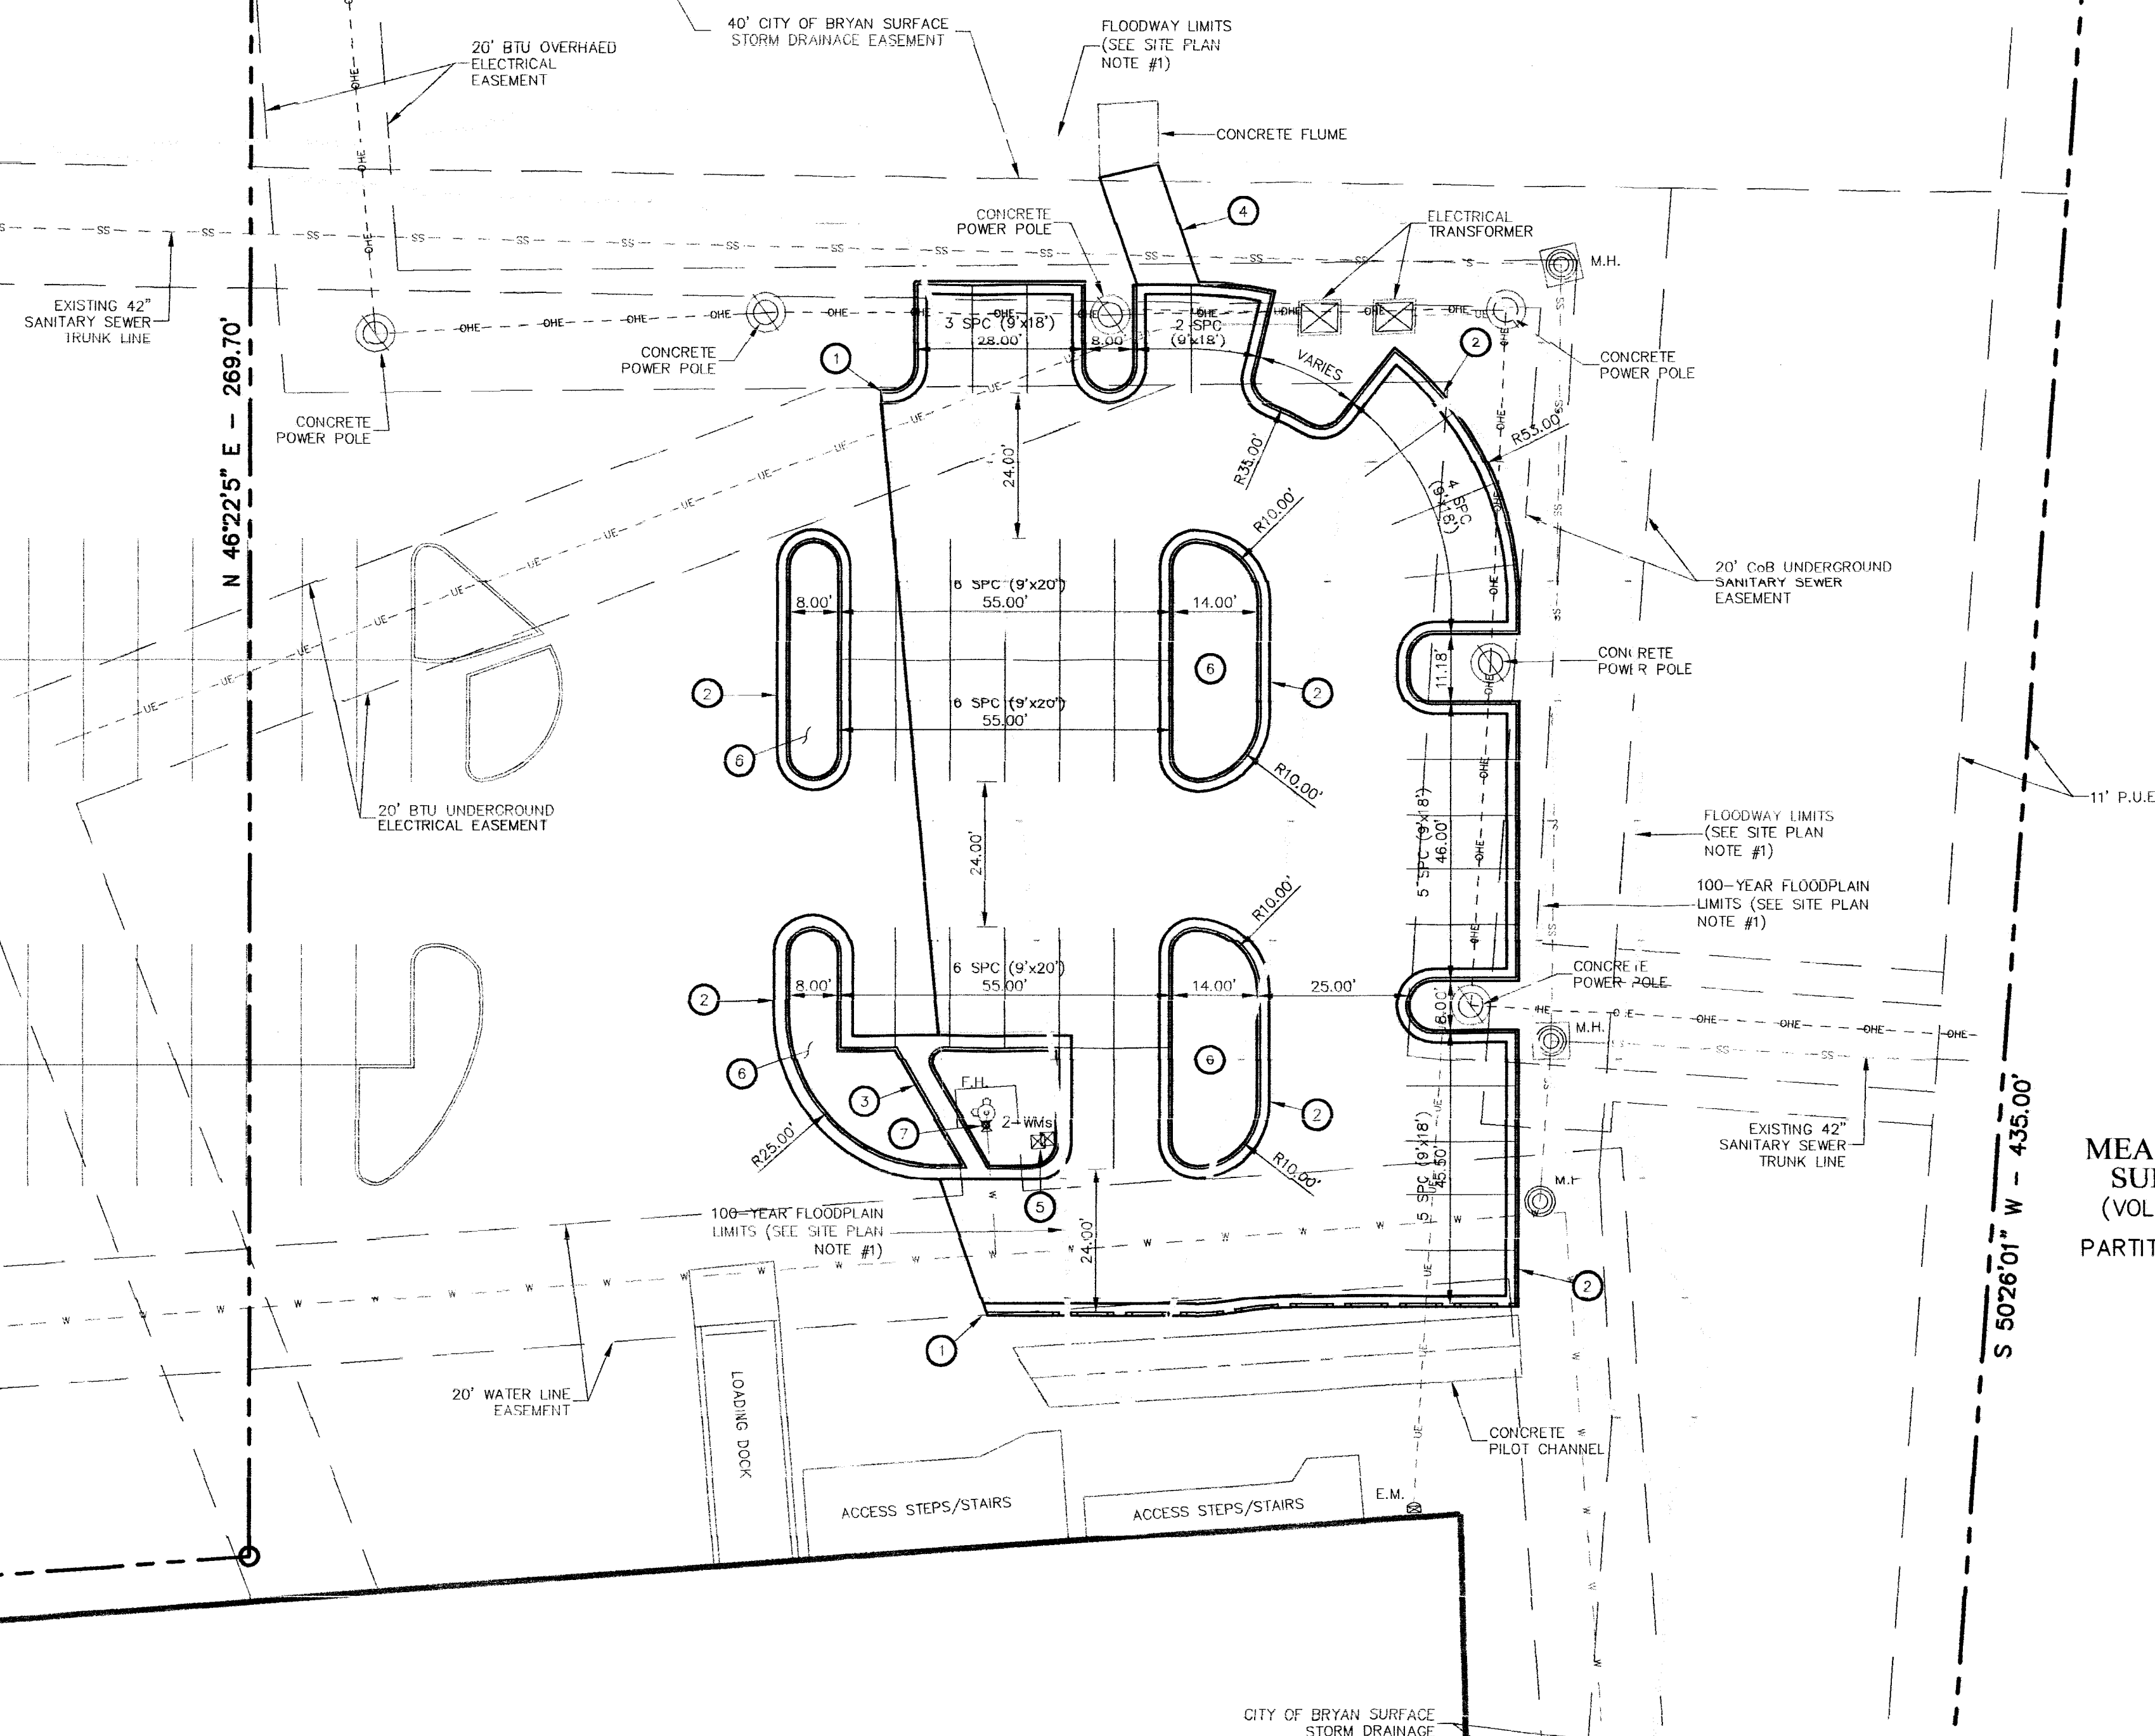 40' CITY OF BRYAN SURFACE
STORM DRAINAGE EASEMENT
FLOODWAY LIMITS
(SEE SITE PLAN
NOTE #1)
20' BTU OVERHAED
ELECTRICAL
EASEMENT
CONCRETE FLUME
4
CONCRETE
POWER POLE
ELECTRICAL
TRANSFORMER
M.H.
EXISTING 42"
SANITARY SEWER
TRUNK LINE
N 46°22'5" E - 269.70'
CONCRETE
POWER POLE
CONCRETE
POWER POLE
1
3 SPC (9'x18')
28.00'
8.00'
2 SPC
(9'x18')
VARIES
2
CONCRETE
POWER POLE
R35.00'
R53.00'
24.00'
4 SPC
(9'x18')
R10.00'
20' CoB UNDERGROUND
SANITARY SEWER
EASEMENT
8.00'
6 SPC (9'x20')
55.00'
14.00'
CONCRETE
POWER POLE
11.18'
2
6
2
6 SPC (9'x20')
55.00'
6
R10.00'
20' BTU UNDERGROUND
ELECTRICAL EASEMENT
11' P.U.E
24.00'
5 SPC (9'x18')
46.00'
FLOODWAY LIMITS
(SEE SITE PLAN
NOTE #1)
100-YEAR FLOODPLAIN
LIMITS (SEE SITE PLAN
NOTE #1)
R10.00'
2
8.00'
6 SPC (9'x20')
55.00'
14.00'
25.00'
8.00'
CONCRETE
POWER POLE
M.H.
6
3
F.H.
7
2-WMs
6
2
R25.00'
R10.00'
5 SPC (9'x18')
45.50'
EXISTING 42"
SANITARY SEWER
TRUNK LINE
S 50°26'01" W - 435.00'
MEA
SU
(VOL
PARTIT
5
100-YEAR FLOODPLAIN
LIMITS (SEE SITE PLAN
NOTE #1)
24.00'
2
1
20' WATER LINE
EASEMENT
LOADING DOCK
CONCRETE
PILOT CHANNEL
ACCESS STEPS/STAIRS
ACCESS STEPS/STAIRS
E.M.
CITY OF BRYAN SURFACE
STORM DRAINAGE